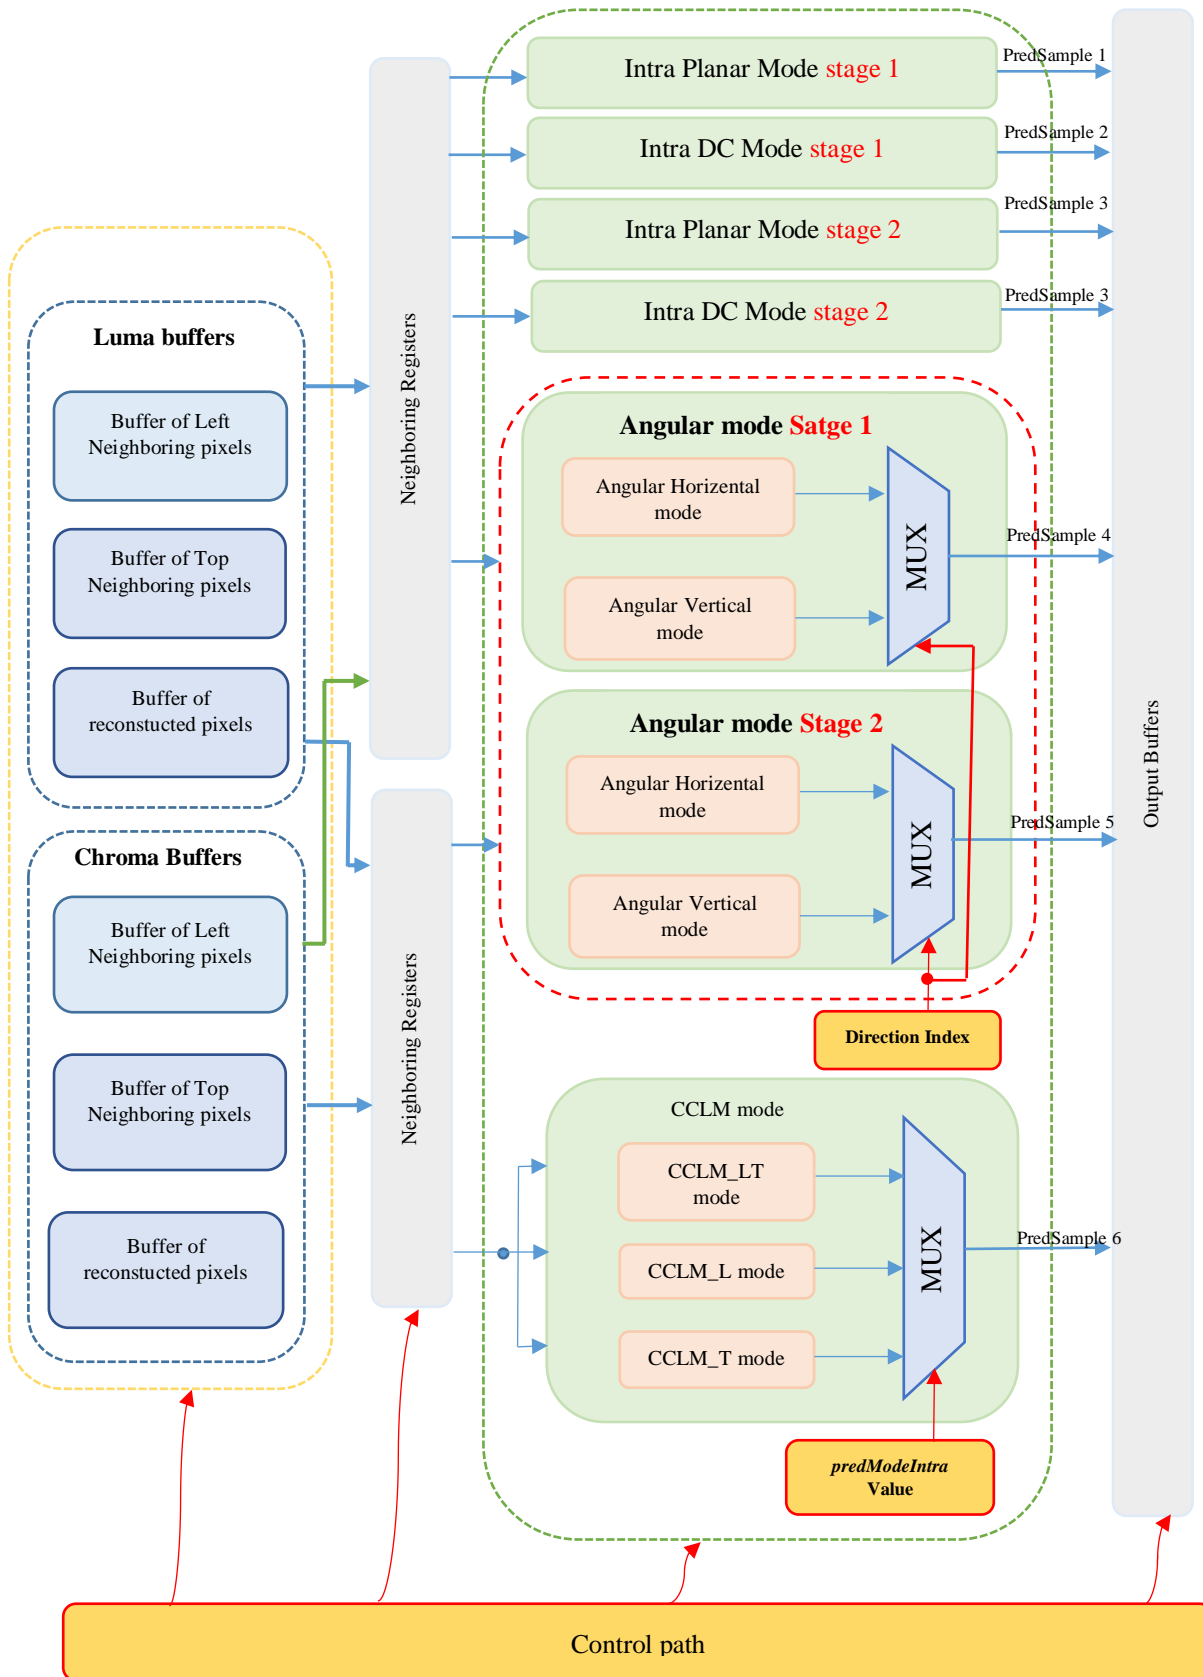 Intra Planar Mode stage 1
PredSample 1
Intra DC Mode stage 1
PredSample 2
Intra Planar Mode stage 2
PredSample 3
Intra DC Mode stage 2
PredSample 3
Luma buffers
Buffer of Left
Neighboring pixels
Buffer of Top
Neighboring pixels
Buffer of
reconstucted pixels
Chroma Buffers
Buffer of Left
Neighboring pixels
Buffer of Top
Neighboring pixels
Buffer of
reconstucted pixels
Neighboring Registers
Neighboring Registers
Angular mode Satge 1
Angular Horizental
mode
Angular Vertical
mode
MUX
PredSample 4
Angular mode Stage 2
Angular Horizental
mode
Angular Vertical
mode
MUX
PredSample 5
Direction Index
CCLM mode
CCLM_LT
mode
CCLM_L mode
CCLM_T mode
MUX
PredSample 6
predModeIntra
Value
Output Buffers
Control path